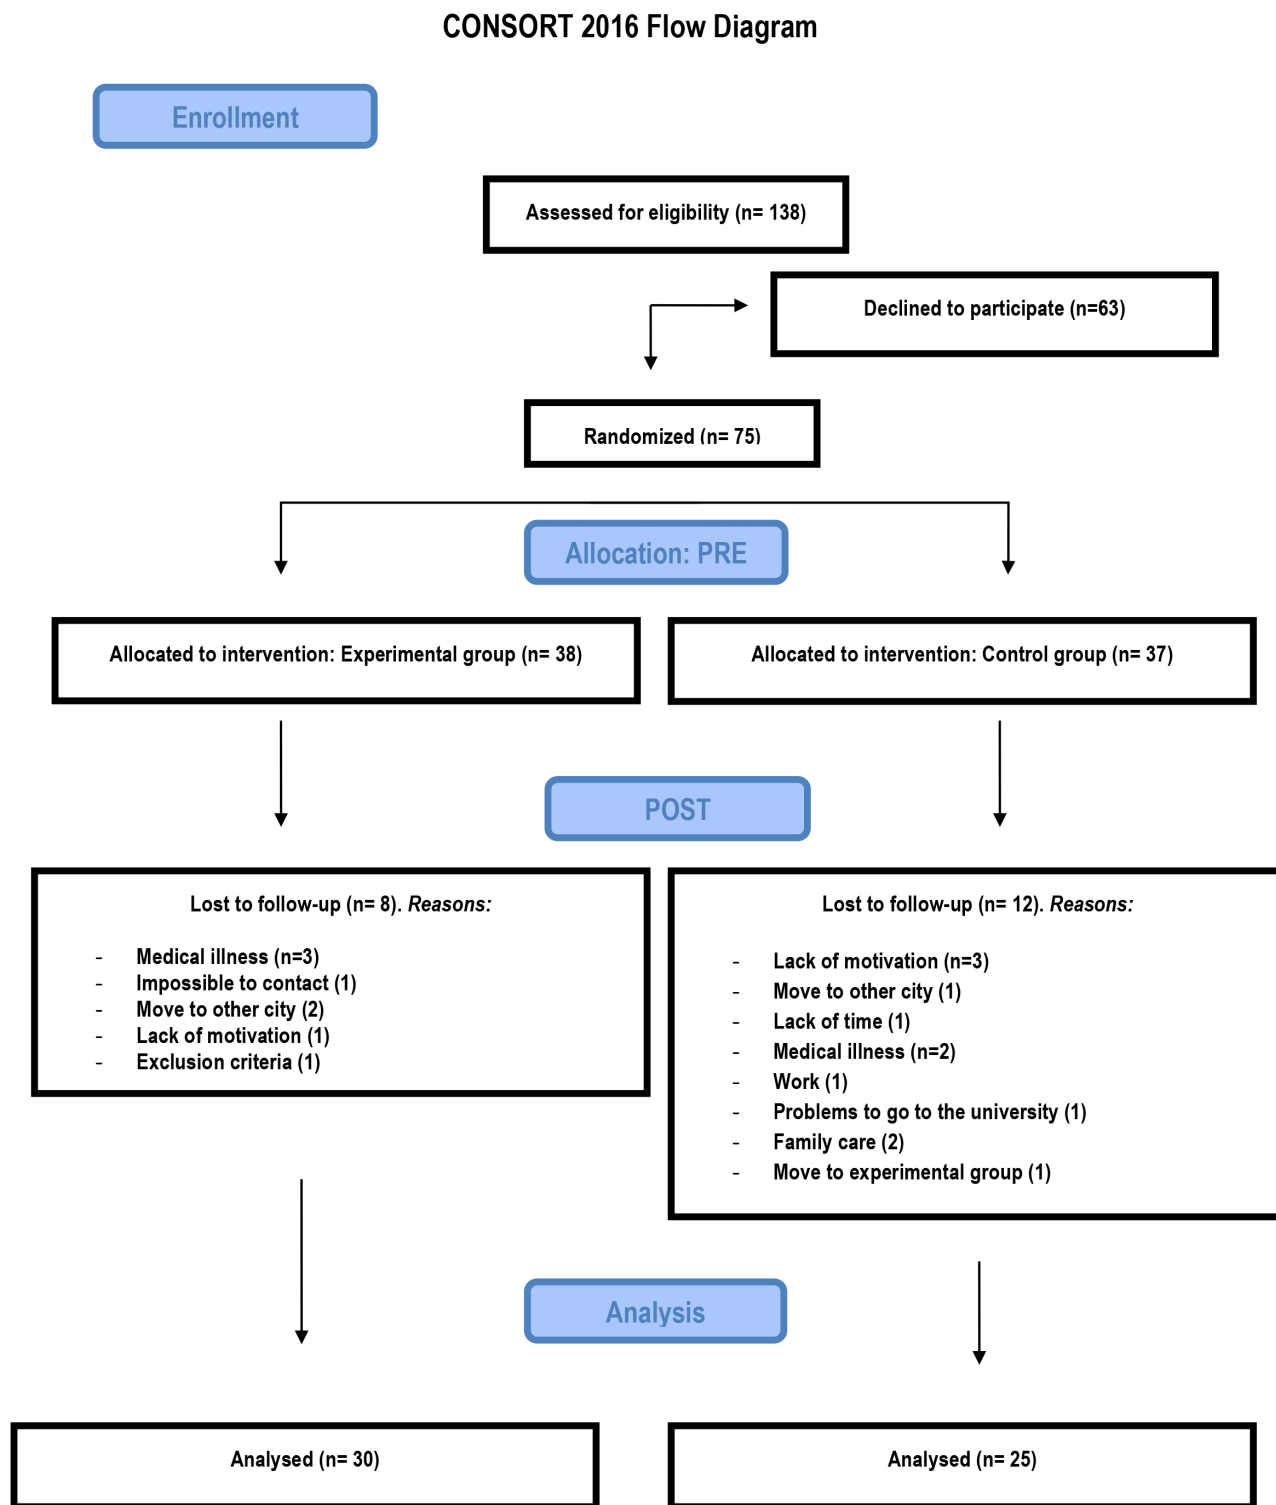 CONSORT 2016 Flow Diagram
Enrollment
Assessed for eligibility (n= 138)
Declined to participate (n=63)
Randomized (n= 75)
Allocation: PRE
Allocated to intervention: Experimental group (n= 38)
Allocated to intervention: Control group (n= 37)
POST
Lost to follow-up (n= 8). Reasons:
- Medical illness (n=3)
- Impossible to contact (1)
- Move to other city (2)
- Lack of motivation (1)
- Exclusion criteria (1)
Lost to follow-up (n= 12). Reasons:
- Lack of motivation (n=3)
- Move to other city (1)
- Lack of time (1)
- Medical illness (n=2)
- Work (1)
- Problems to go to the university (1)
- Family care (2)
- Move to experimental group (1)
Analysis
Analysed (n= 30)
Analysed (n= 25)